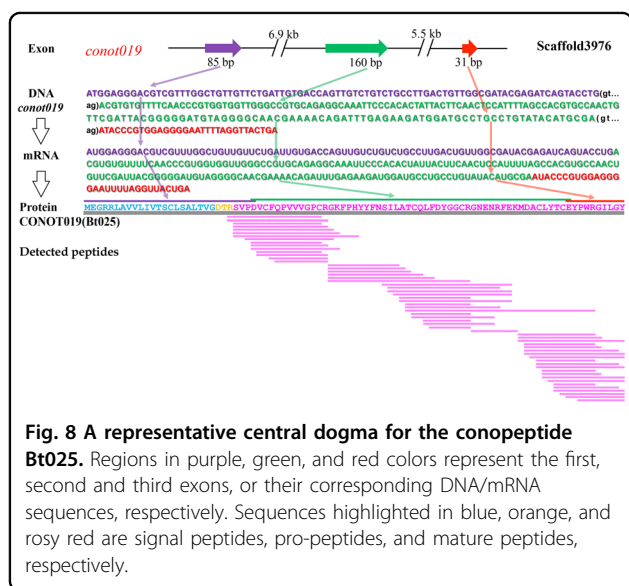 Exon conot019 6.9 kb 5.5 kb Scaffold3976
85 bp 160 bp 31 bp
DNA ATGGAGGGACGTCGTTTGGCTGTTGTTCTGATTGTGACCAGTTGTCTGTCTGCCTTGACTGTTGGCGATACGAGATCAGTACCTG(gt...
conot019 ag)ACGTGTGTTTTCAACCCGTGGTGGTTGGGCCGTGCAGAGGCAAATTCCCACACTATTACTTCAACTCCATTTTAGCCACGTGCCAACTG
TTCGATTACGGGGGATGTAGGGGCAACGAAAACAGATTTGAGAAGATGGATGCCTGCCTGTATACATGCGA(gt...
ag)ATACCCGTGGAGGGGAATTTTAGGTTACTGA
mRNA AUGGAGGGACGUCGUUUGGCUGUUGUUCUGAUUGUGACCAGUUGUCUGUCUGCCUUGACUGUUGGCGAUACGAGAUCAGUACCUGA
CGUGUGUUUUCAACCCGUGGUGGUUGGGCCGUGCAGAGGCAAAUUCCCACACUAUUACUUCAACUCCAUUUUAGCCACGUGCCAACU
GUUCGAUUACGGGGGAUGUAGGGGCAACGAAAACAGAUUUGAGAAGAUGGAUGCCUGCCUGUAUACAUGCGAAUACCCGUGGAGGG
GAAUUUUAGGUUACUGA
Protein MEGRRLAVVLIVTSCLSALTVGDTRSVPDVCFQPVVVGPCRGKFPHYYFNSILATCQLFDYGGCRGNENRFEKMDACLYTCEYPWRGILGY
CONOT019(Bt025)
Detected peptides
Fig. 8 A representative central dogma for the conopeptide
Bt025. Regions in purple, green, and red colors represent the first,
second and third exons, or their corresponding DNA/mRNA
sequences, respectively. Sequences highlighted in blue, orange, and
rosy red are signal peptides, pro-peptides, and mature peptides,
respectively.